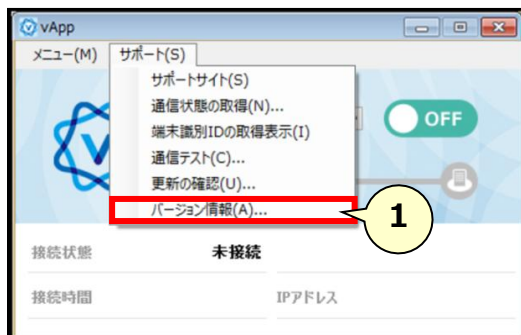 vApp
メニュー(M) サポート(S)
サポートサイト(S)
通信状態の取得(N)...
端末識別IDの取得表示(I)
通信テスト(C)...
更新の確認(U)...
バージョン情報(A)...
OFF
1
接続状態 未接続
接続時間 IPアドレス